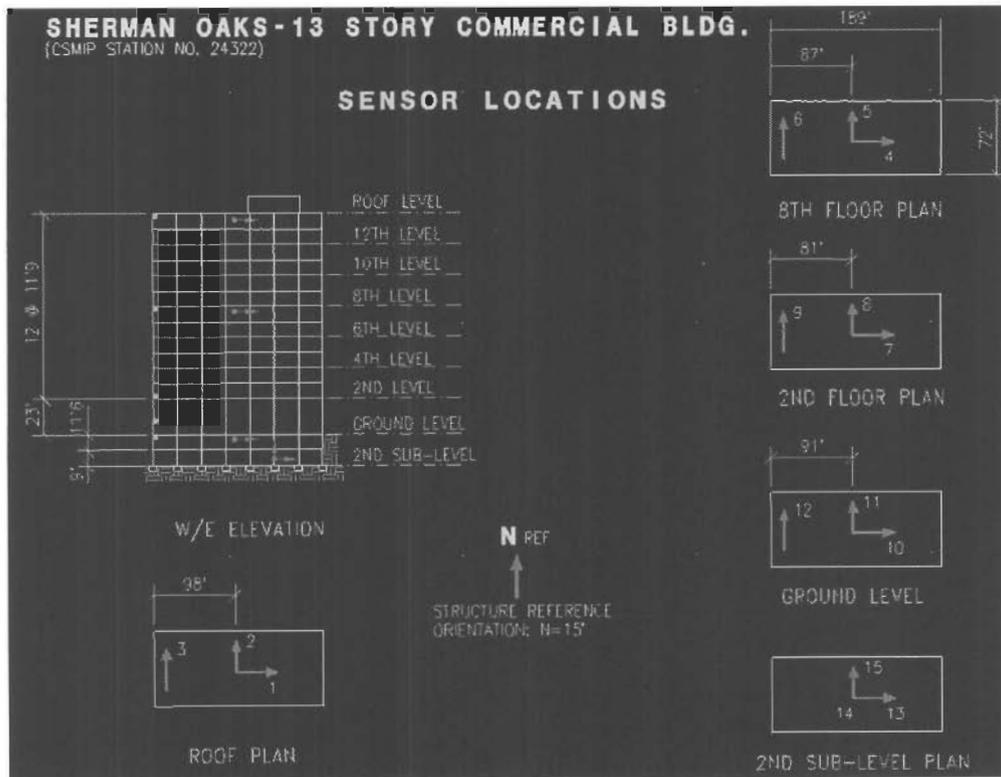 SHERMAN OAKS-13 STORY COMMERCIAL BLDG.
(CSMIP STATION NO. 24322)
SENSOR LOCATIONS
ROOF LEVEL
12TH LEVEL
10TH LEVEL
8TH LEVEL
6TH LEVEL
4TH LEVEL
2ND LEVEL
GROUND LEVEL
2ND SUB-LEVEL
12 @ 11'9
23'
11'6
9'
W/E ELEVATION
N REF
STRUCTURE REFERENCE
ORIENTATION: N=15°
98'
3 2
1
ROOF PLAN
189'
87'
6 5
4
72'
8TH FLOOR PLAN
81'
9 8
7
2ND FLOOR PLAN
91'
12 11
10
GROUND LEVEL
15
14 13
2ND SUB-LEVEL PLAN